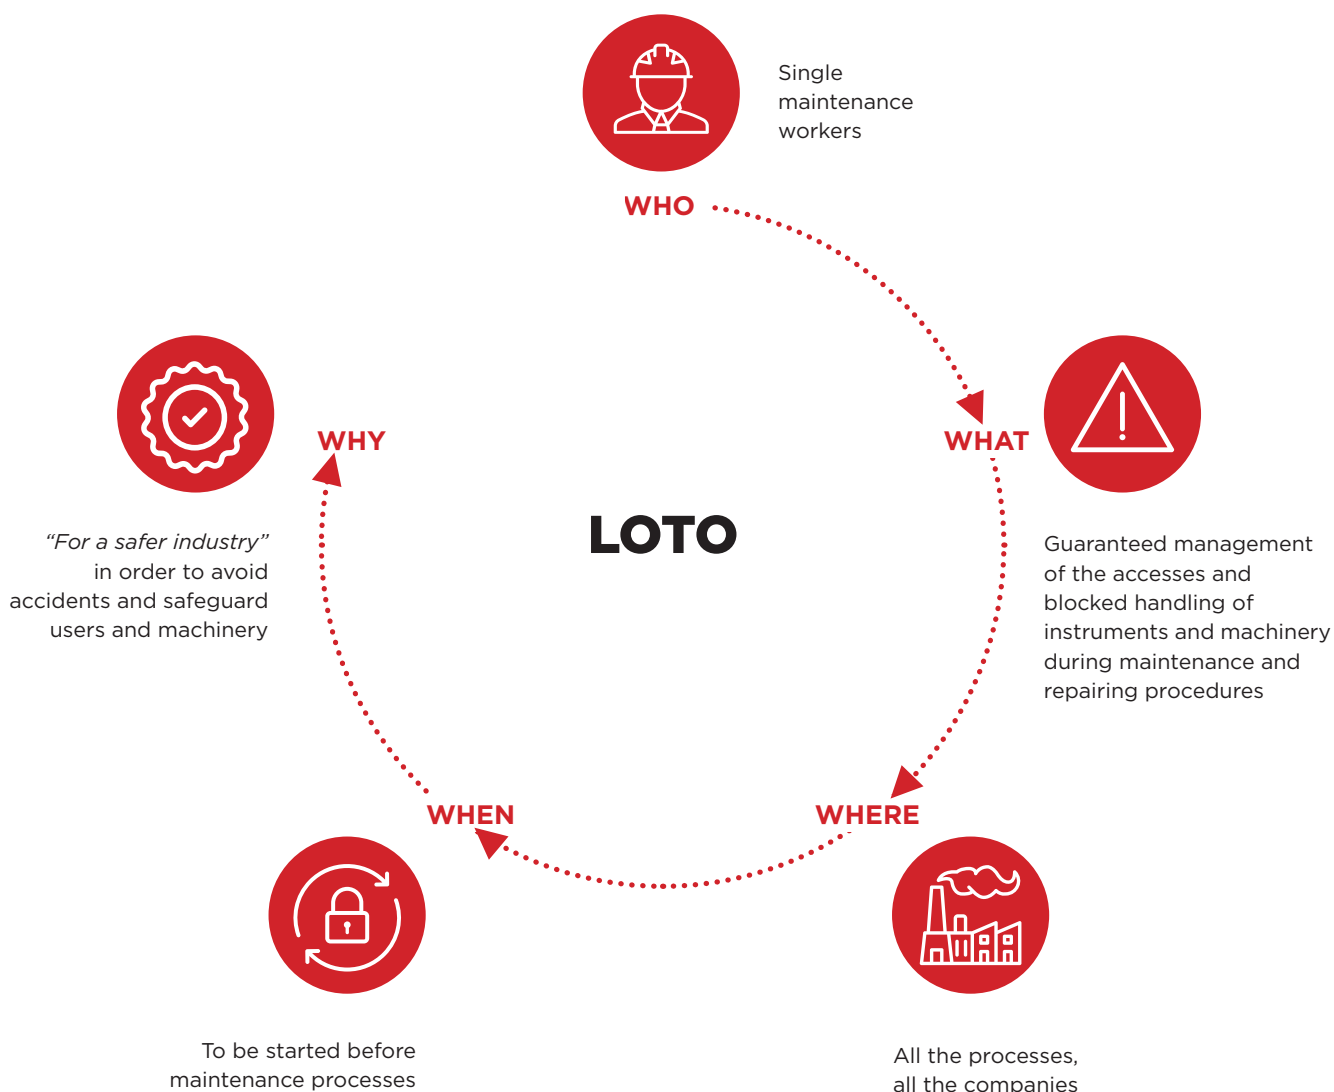 Single
maintenance
workers
WHO
WHAT
Guaranteed management
of the accesses and
blocked handling of
instruments and machinery
during maintenance and
repairing procedures
WHERE
All the processes,
all the companies
WHEN
To be started before
maintenance processes
WHY
“For a safer industry”
in order to avoid
accidents and safeguard
users and machinery
LOTO